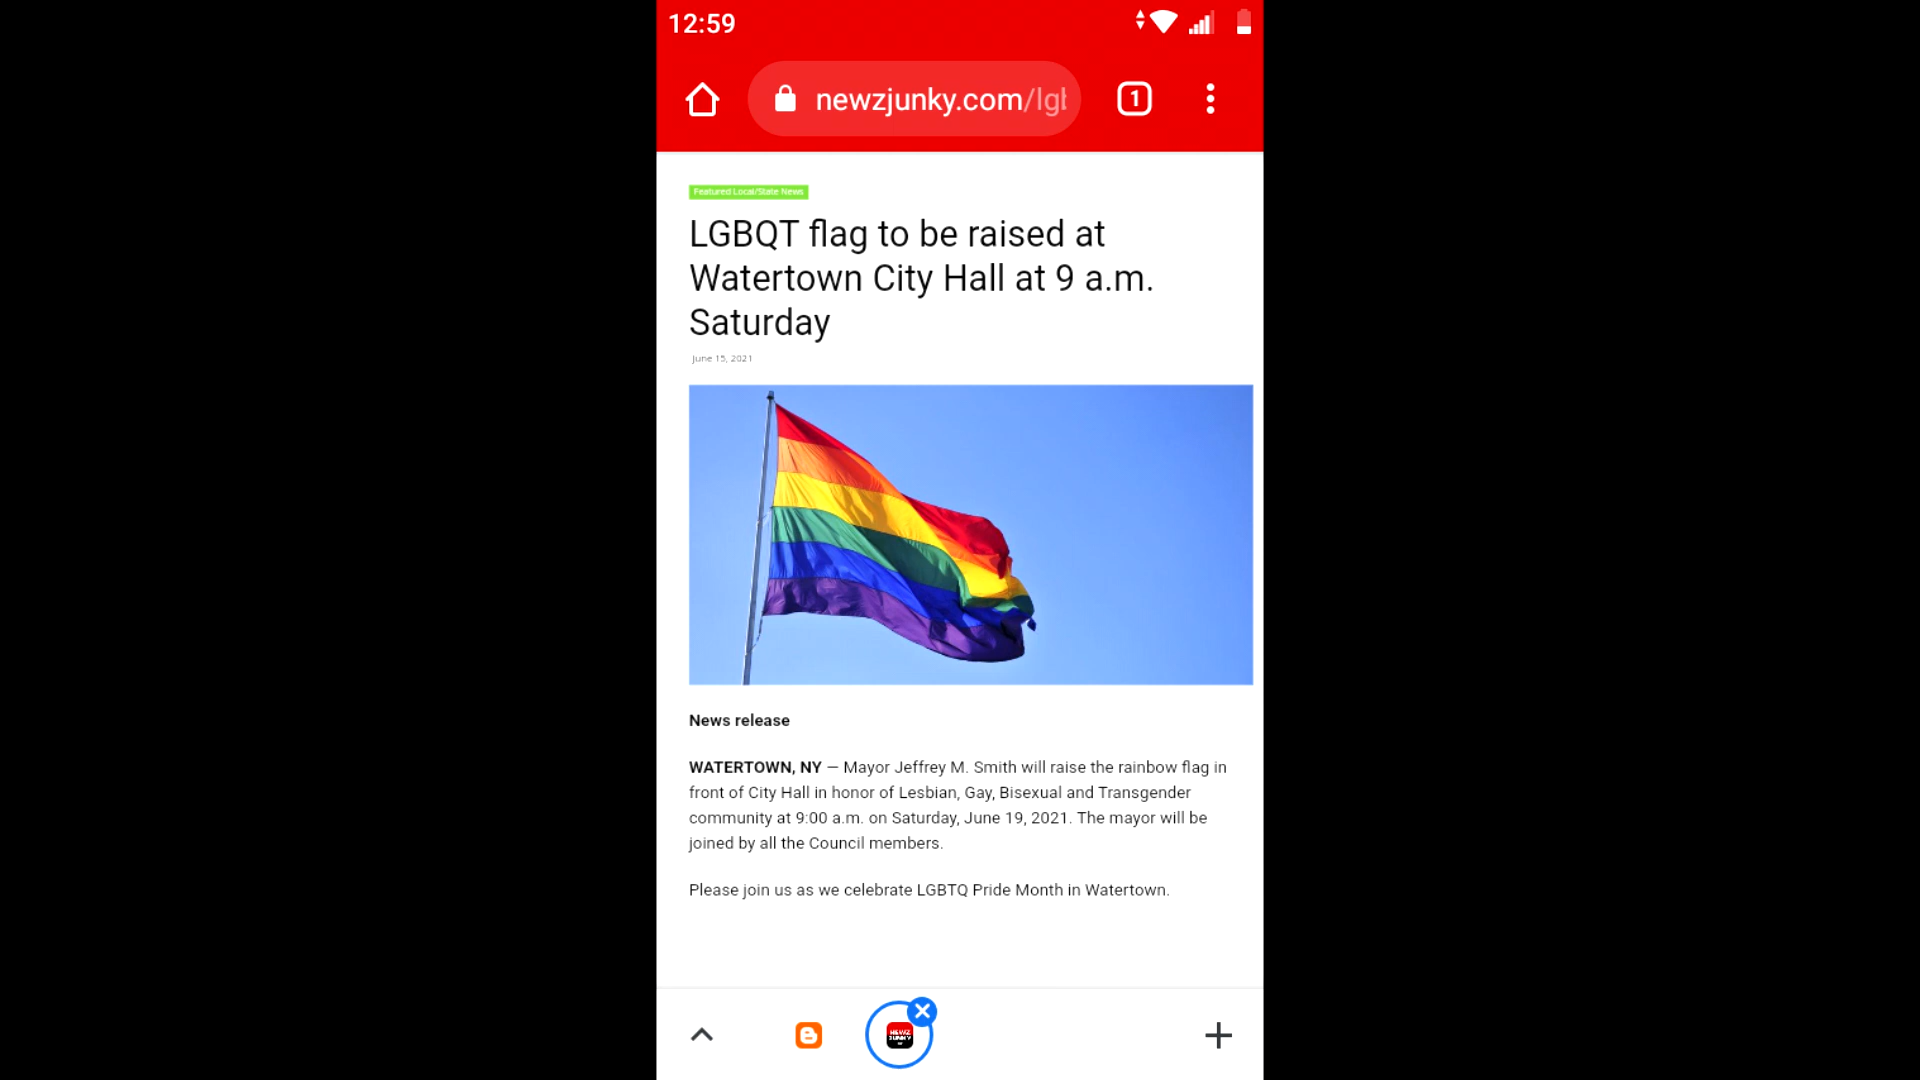 12:59
newzjunky.com/lgb
1
Featured Local/State News
LGBQT flag to be raised at
Watertown City Hall at 9 a.m.
Saturday
June 15, 2021
News release
WATERTOWN, NY — Mayor Jeffrey M. Smith will raise the rainbow flag in
front of City Hall in honor of Lesbian, Gay, Bisexual and Transgender
community at 9:00 a.m. on Saturday, June 19, 2021. The mayor will be
joined by all the Council members.
Please join us as we celebrate LGBTQ Pride Month in Watertown.
NEWZ
JUNKY